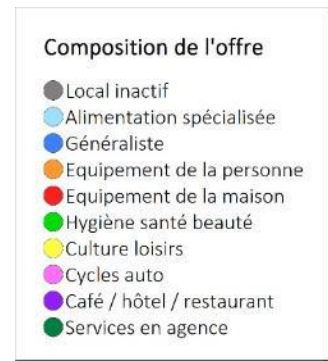 Composition de l'offre
Local inactif
Alimentation spécialisée
Généraliste
Equipement de la personne
Equipement de la maison
Hygiène santé beauté
Culture loisirs
Cycles auto
Café / hôtel / restaurant
Services en agence